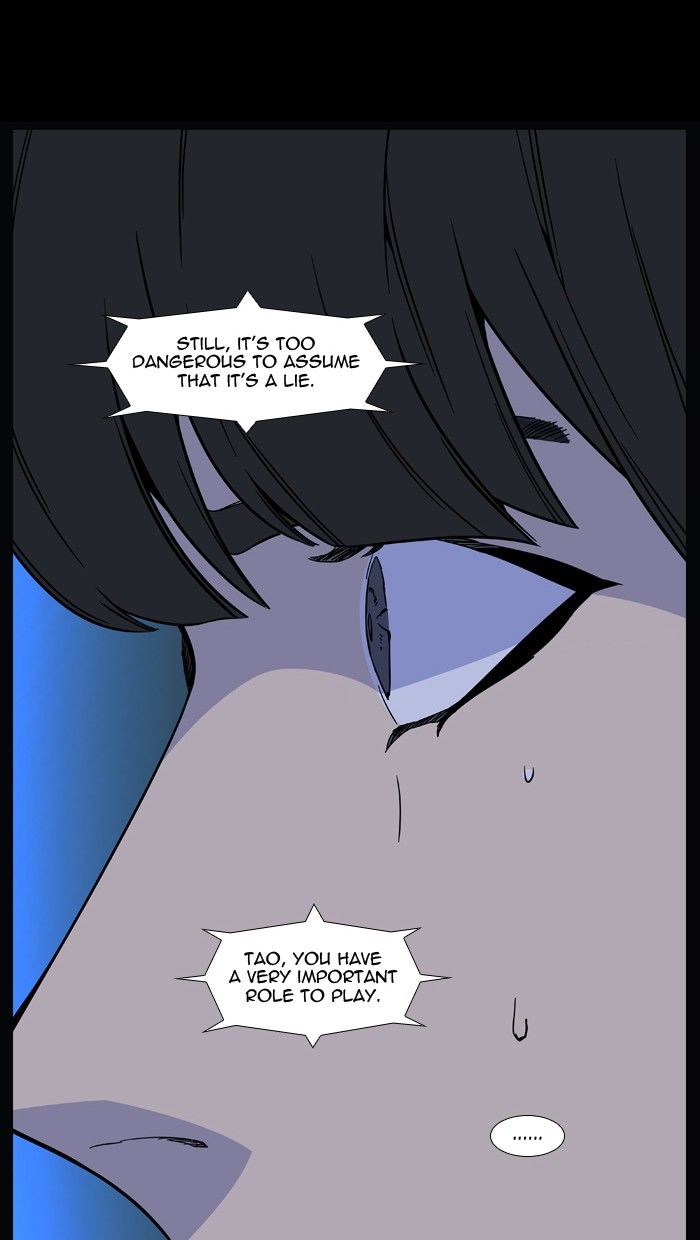 STILL, IT'S TOO
DANGEROUS TO ASSUME
THAT IT'S A LIE.
TAO, YOU HAVE
A VERY IMPORTANT
ROLE TO PLAY.
......